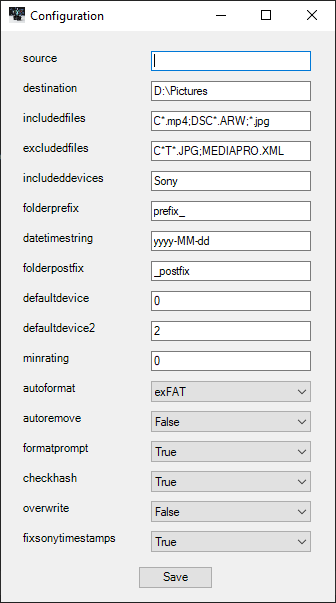 Configuration
source
destination D:\Pictures
includedfiles C*.mp4;DSC*.ARW;*.jpg
excludedfiles C*T*.JPG;MEDIAPRO.XML
includeddevices Sony
folderprefix prefix_
datetimestring yyyy-MM-dd
folderpostfix _postfix
defaultdevice 0
defaultdevice2 2
minrating 0
autoformat exFAT
autoremove False
formatprompt True
checkhash True
overwrite False
fixsonytimestamps True
Save